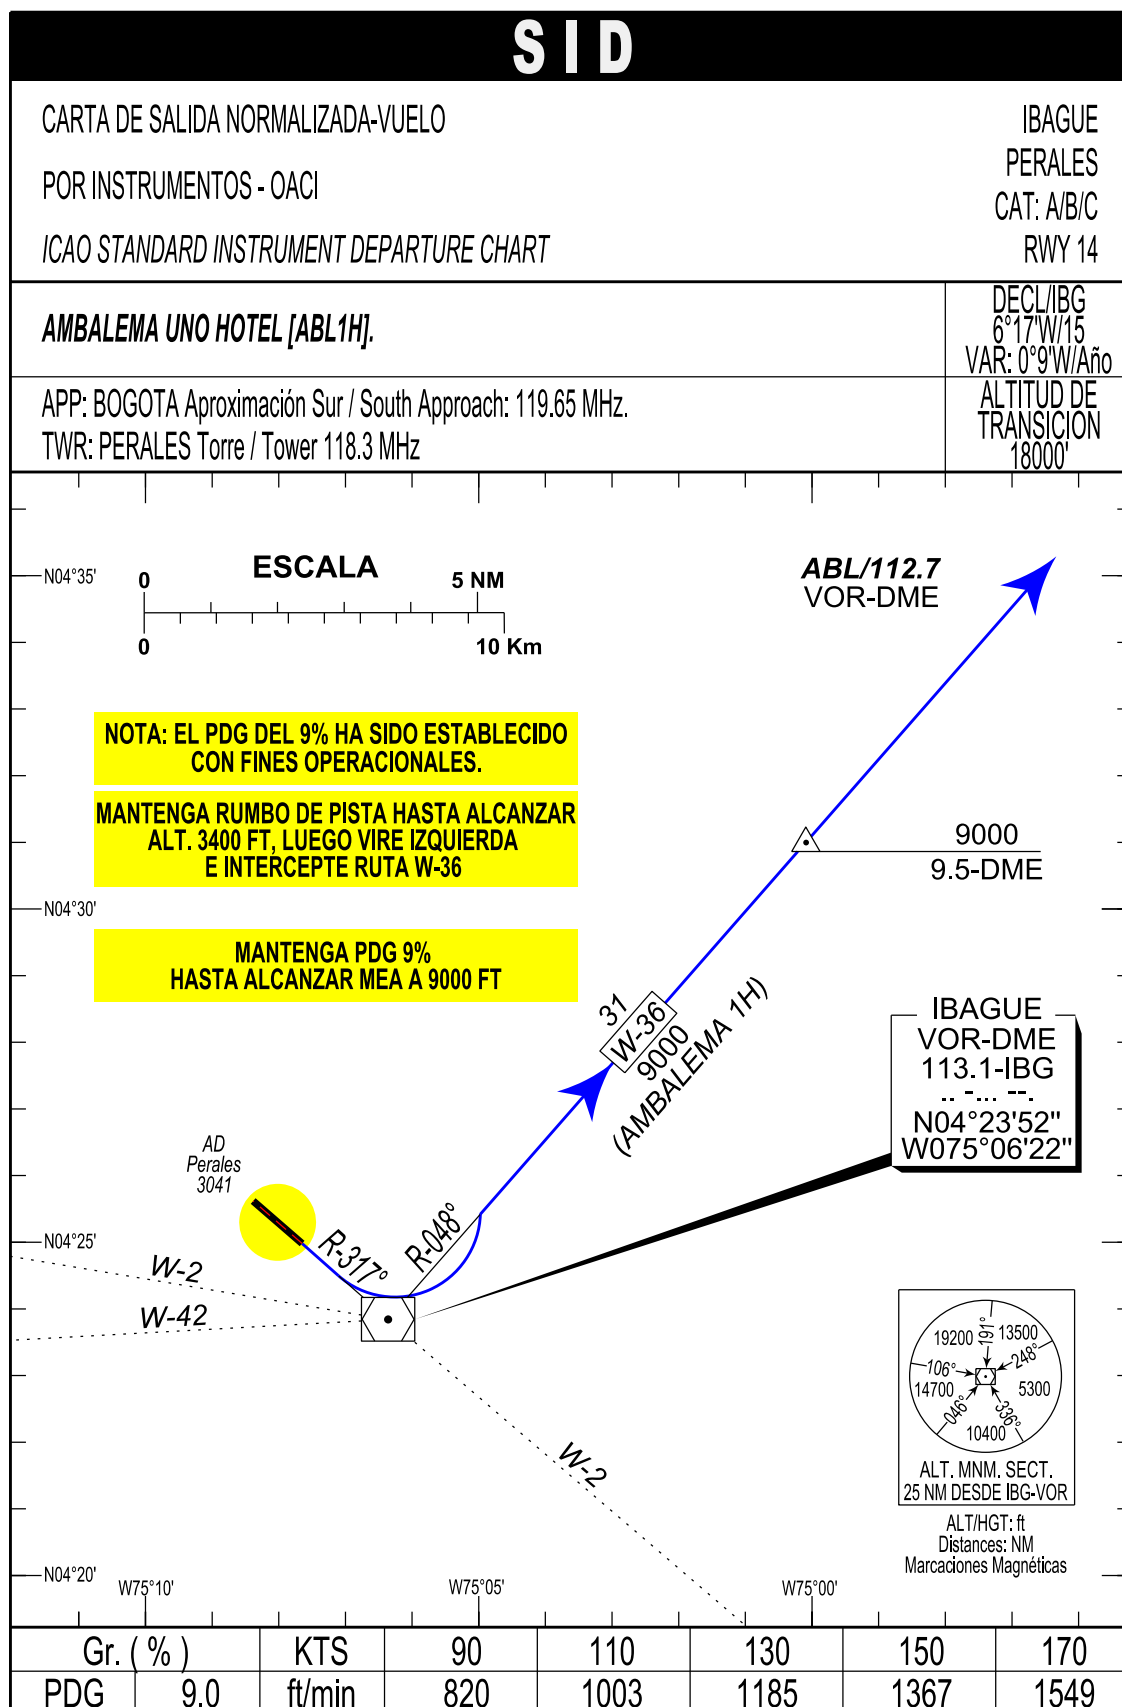 SID
CARTA DE SALIDA NORMALIZADA-VUELO
POR INSTRUMENTOS - OACI
ICAO STANDARD INSTRUMENT DEPARTURE CHART
IBAGUE
PERALES
CAT: A/B/C
RWY 14
AMBALEMA UNO HOTEL [ABL1H].
DECL/IBG
6°17'W/15
VAR: 0°9'W/Año
APP: BOGOTA Aproximación Sur / South Approach: 119.65 MHz.
TWR: PERALES Torre / Tower 118.3 MHz
ALTITUD DE
TRANSICION
18000'
ESCALA
0 5 NM
0 10 Km
N04°35'
ABL/112.7
VOR-DME
NOTA: EL PDG DEL 9% HA SIDO ESTABLECIDO
CON FINES OPERACIONALES.
MANTENGA RUMBO DE PISTA HASTA ALCANZAR
ALT. 3400 FT, LUEGO VIRE IZQUIERDA
E INTERCEPTE RUTA W-36
9000
9.5-DME
N04°30'
MANTENGA PDG 9%
HASTA ALCANZAR MEA A 9000 FT
31
W-36
9000
(AMBALEMA 1H)
IBAGUE
VOR-DME
113.1-IBG
.. -... --.
N04°23'52"
W075°06'22"
AD
Perales
3041
N04°25'
R-317°
R-048°
W-2
W-42
W-2
19200
191°
13500
106°
248°
14700
5300
046°
336°
10400
ALT. MNM. SECT.
25 NM DESDE IBG-VOR
ALT/HGT: ft
Distances: NM
Marcaciones Magnéticas
N04°20'
W75°10'
W75°05'
W75°00'
Gr. ( % ) KTS 90 110 130 150 170
PDG 9.0 ft/min 820 1003 1185 1367 1549